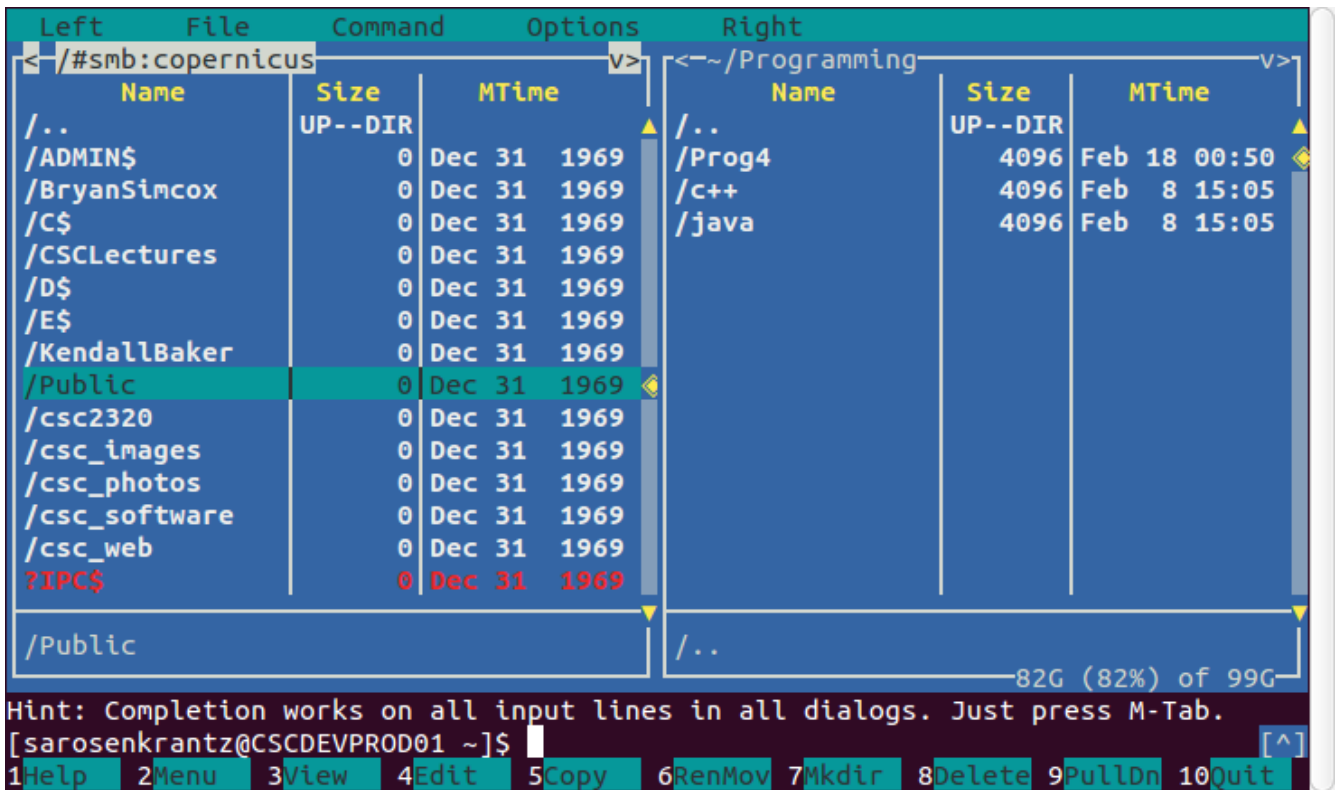 Left File Command Options Right
<-/#smb:copernicus v> <-~/Programming v>
Name Size MTime Name Size MTime
/.. UP--DIR /.. UP--DIR
/ADMIN$ 0 Dec 31 1969 /Prog4 4096 Feb 18 00:50
/BryanSimcox 0 Dec 31 1969 /c++ 4096 Feb 8 15:05
/C$ 0 Dec 31 1969 /java 4096 Feb 8 15:05
/CSCLectures 0 Dec 31 1969
/D$ 0 Dec 31 1969
/E$ 0 Dec 31 1969
/KendallBaker 0 Dec 31 1969
/Public 0 Dec 31 1969
/csc2320 0 Dec 31 1969
/csc_images 0 Dec 31 1969
/csc_photos 0 Dec 31 1969
/csc_software 0 Dec 31 1969
/csc_web 0 Dec 31 1969
?IPC$ 0 Dec 31 1969
/Public /..
82G (82%) of 99G
Hint: Completion works on all input lines in all dialogs. Just press M-Tab.
[sarosenkrantz@CSCDEVPROD01 ~]$ [^]
1Help 2Menu 3View 4Edit 5Copy 6RenMov 7Mkdir 8Delete 9PullDn 10Quit